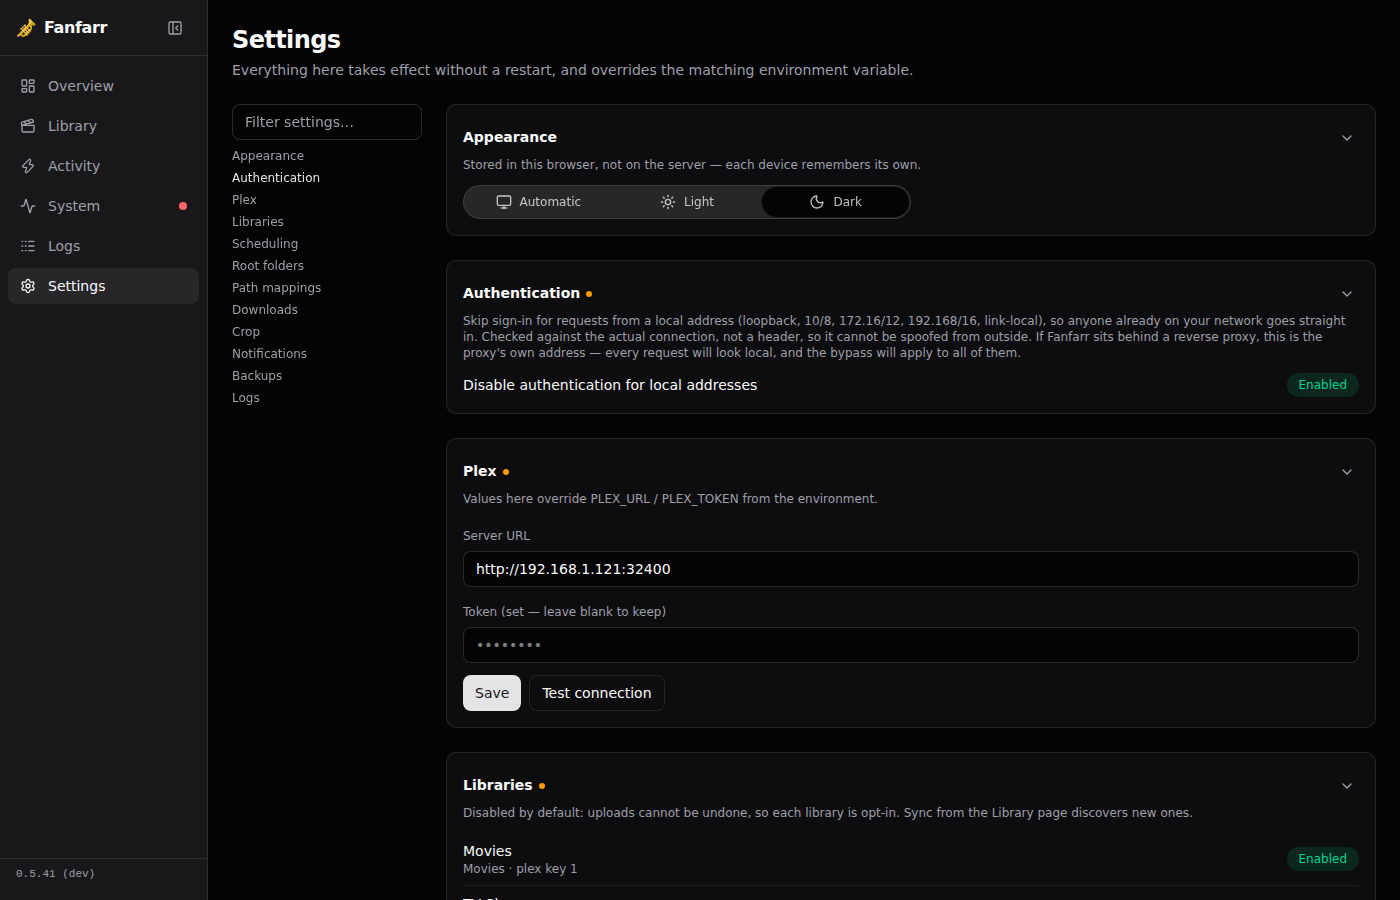 Fanfarr
Overview
Library
Activity
System
Logs
Settings
0.5.41 (dev)
Settings
Everything here takes effect without a restart, and overrides the matching environment variable.
Filter settings...
Appearance
Authentication
Plex
Libraries
Scheduling
Root folders
Path mappings
Downloads
Crop
Notifications
Backups
Logs
Appearance
Stored in this browser, not on the server — each device remembers its own.
Automatic
Light
Dark
Authentication
Skip sign-in for requests from a local address (loopback, 10/8, 172.16/12, 192.168/16, link-local), so anyone already on your network goes straight
in. Checked against the actual connection, not a header, so it cannot be spoofed from outside. If Fanfarr sits behind a reverse proxy, this is the
proxy's own address — every request will look local, and the bypass will apply to all of them.
Disable authentication for local addresses
Enabled
Plex
Values here override PLEX_URL / PLEX_TOKEN from the environment.
Server URL
http://192.168.1.121:32400
Token (set — leave blank to keep)
••••••••
Save
Test connection
Libraries
Disabled by default: uploads cannot be undone, so each library is opt-in. Sync from the Library page discovers new ones.
Movies
Movies · plex key 1
Enabled